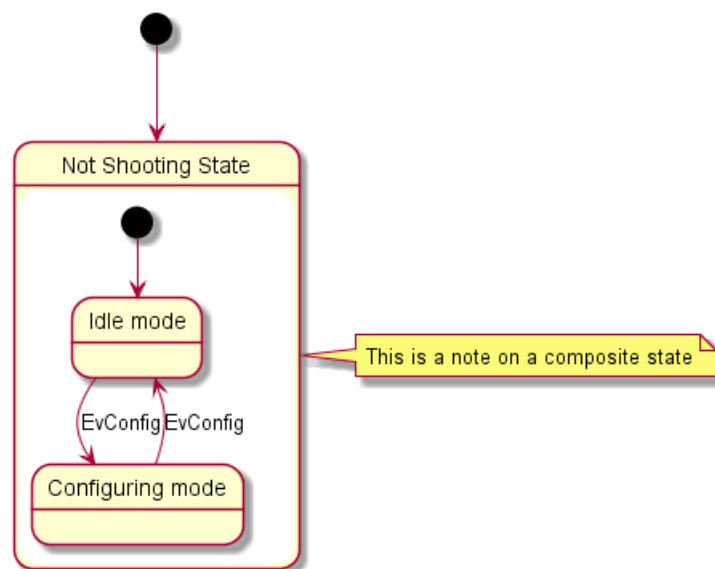 Not Shooting State
Idle mode
This is a note on a composite state
EvConfig EvConfig
Configuring mode